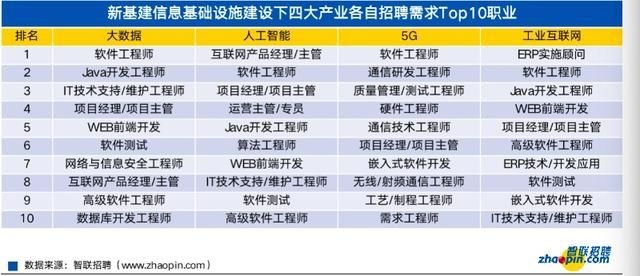 新基建信息基础设施建设下四大产业各自招聘需求Top10职业
排名 大数据 人工智能 5G 工业互联网
1 软件工程师 互联网产品经理/主管 软件工程师 ERP实施顾问
2 Java开发工程师 软件工程师 通信研发工程师 软件工程师
3 IT技术支持/维护工程师 项目经理/项目主管 质量管理/测试工程师 Java开发工程师
4 项目经理/项目主管 运营主管/专员 硬件工程师 WEB前端开发
5 WEB前端开发 Java开发工程师 通信技术工程师 项目经理/项目主管
6 软件测试 算法工程师 项目经理/项目主管 高级软件工程师
7 网络与信息安全工程师 WEB前端开发 嵌入式软件开发 ERP技术/开发应用
8 互联网产品经理/主管 IT技术支持/维护工程师 无线/射频通信工程师 软件测试
9 高级软件工程师 软件测试 工艺/制程工程师 嵌入式软件开发
10 数据库开发工程师 高级软件工程师 需求工程师 IT技术支持/维护工程师
数据来源：智联招聘（www.zhaopin.com）
智联招聘
zhaopin.com